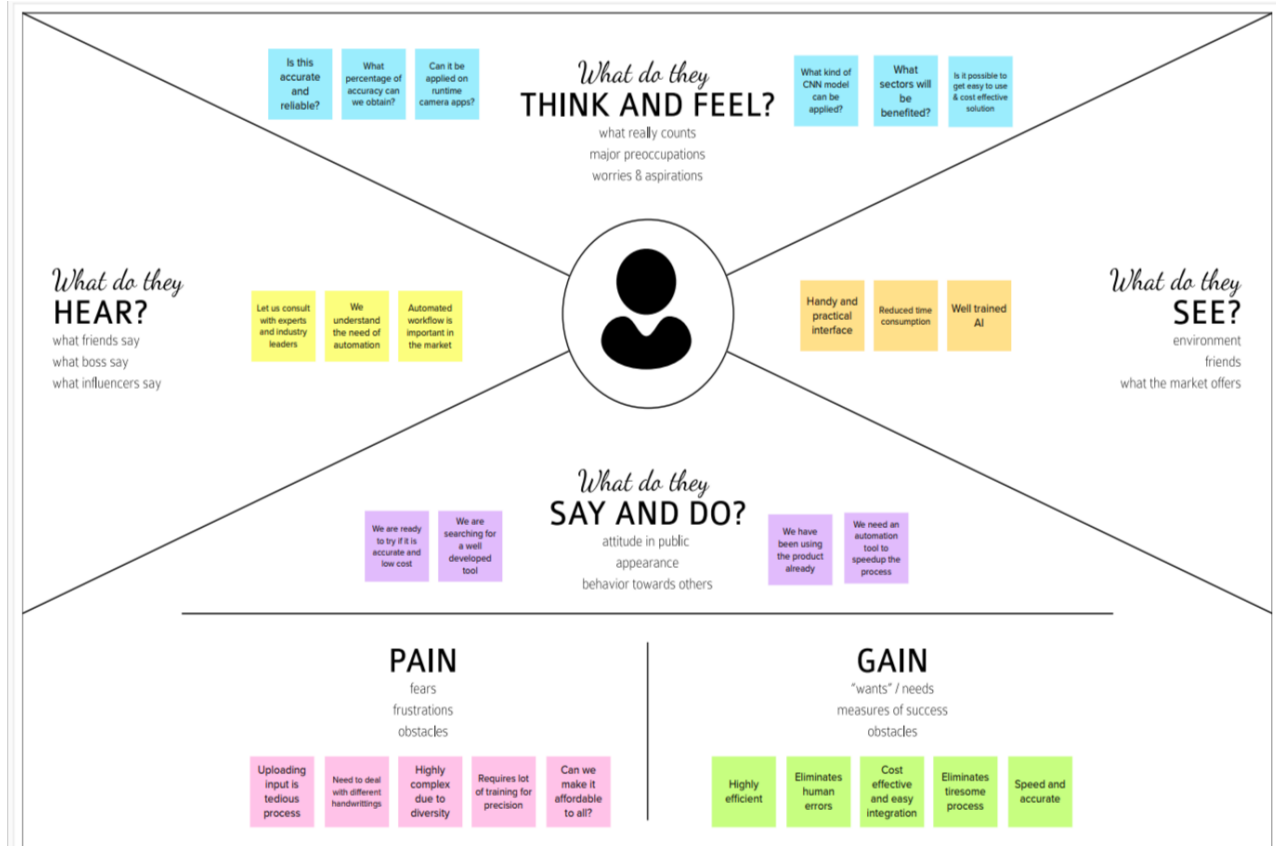 Is this
accurate
and
reliable?
What
percentage of
accuracy can
we obtain?
Can it be
applied on
runtime
camera apps?
What do they
THINK AND FEEL?
what really counts
major preoccupations
worries & aspirations
What kind of
CNN model
can be
applied?
What
sectors will
be
benefited?
Is it possible to
get easy to use
& cost effective
solution
What do they
HEAR?
what friends say
what boss say
what influencers say
Let us consult
with experts
and industry
leaders
We
understand
the need of
automation
Automated
workflow is
important in
the market
Handy and
practical
interface
Reduced time
consumption
Well trained
AI
What do they
SEE?
environment
friends
what the market offers
We are ready
to try if it is
accurate and
low cost
We are
searching for
a well
developed
tool
What do they
SAY AND DO?
attitude in public
appearance
behavior towards others
We have
been using
the product
already
We need an
automation
tool to
speedup the
process
PAIN
fears
frustrations
obstacles
Uploading
input is
tedious
process
Need to deal
with different
handwrittings
Highly
complex
due to
diversity
Requires lot
of training for
precision
Can we
make it
affordable
to all?
GAIN
"wants" / needs
measures of success
obstacles
Highly
efficient
Eliminates
human
errors
Cost
effective
and easy
integration
Eliminates
tiresome
process
Speed and
accurate